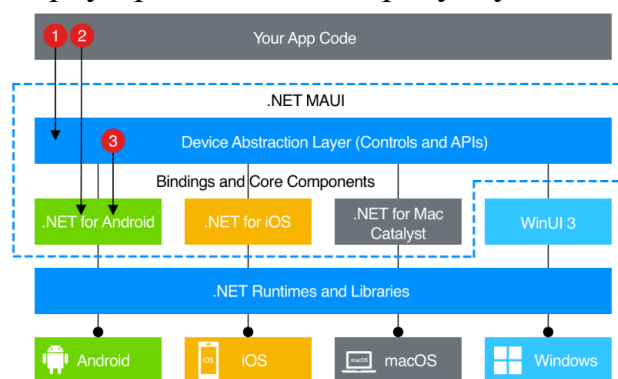 1 2
Your App Code
.NET MAUI
3
Device Abstraction Layer (Controls and APIs)
Bindings and Core Components
.NET for Android
.NET for iOS
.NET for Mac
Catalyst
WinUI 3
.NET Runtimes and Libraries
Android
iOS
iOS
macOS
macOS
Windows